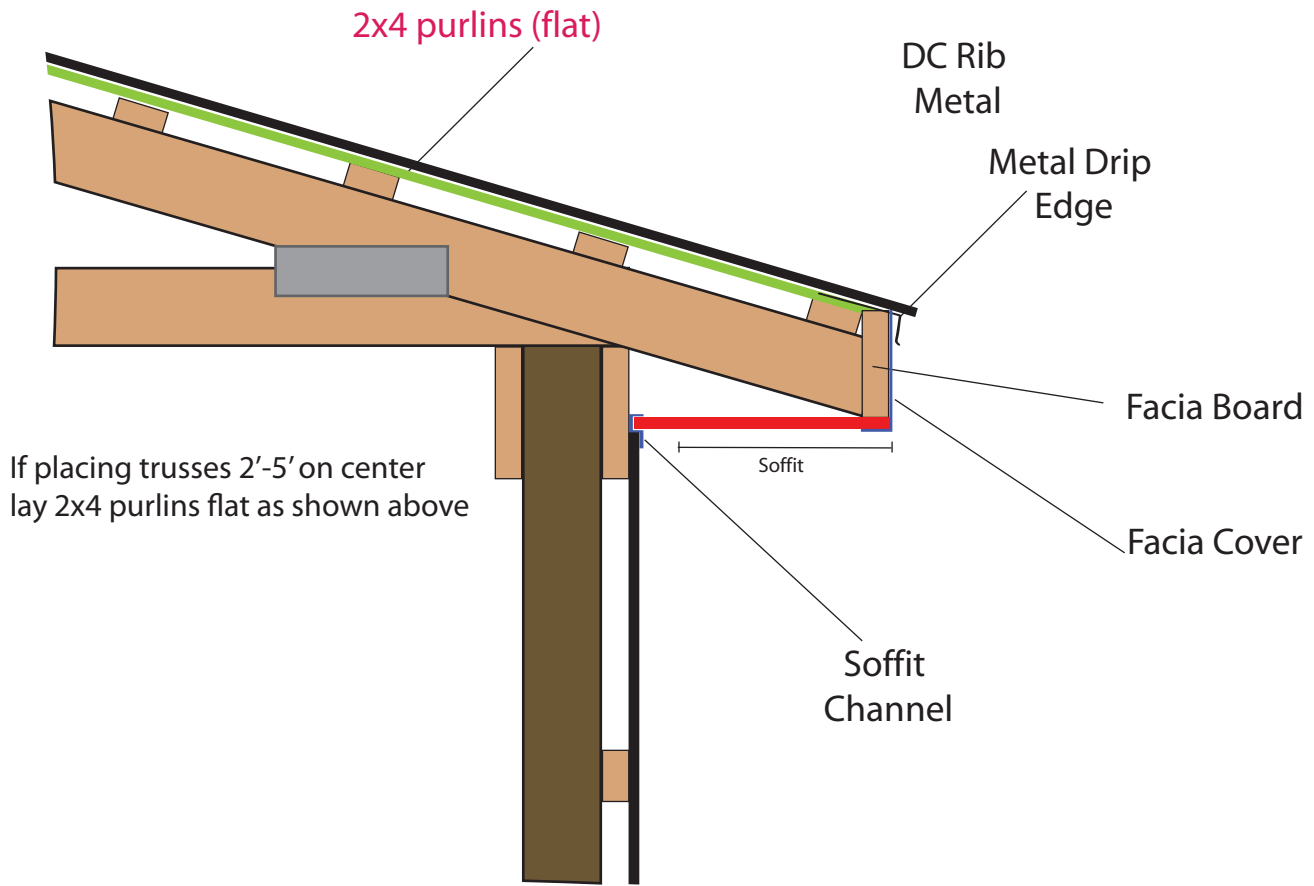 2x4 purlins (flat)
DC Rib
Metal
Metal Drip
Edge
Facia Board
If placing trusses 2'-5' on center
lay 2x4 purlins flat as shown above
Soffit
Facia Cover
Soffit
Channel